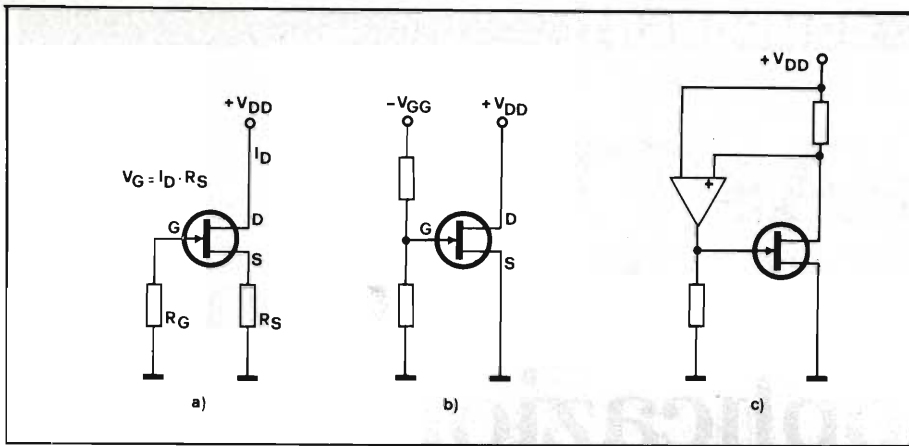 +VDD
ID
VG = ID · RS
G
D
S
RG
RS
a)
-VGG
+VDD
G
D
S
b)
+VDD
+
c)